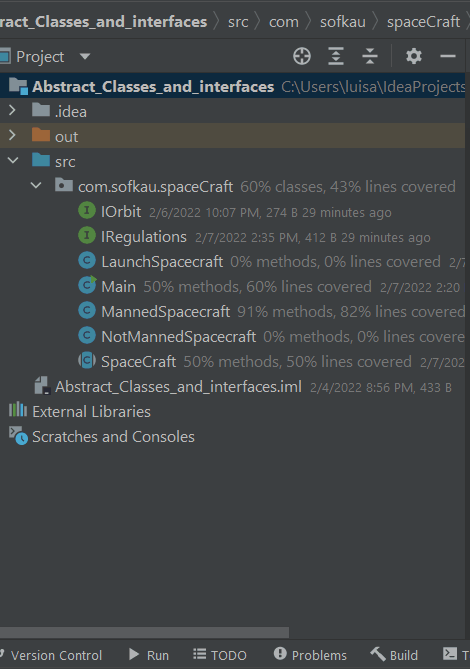 ract_Classes_and_interfaces > src > com > sofkau > spaceCraft >
Project
Abstract_Classes_and_interfaces C:\Users\luisa\IdeaProjects
.idea
out
src
com.sofkau.spaceCraft 60% classes, 43% lines covered
IOrbit 2/6/2022 10:07 PM, 274 B 29 minutes ago
IRegulations 2/7/2022 2:35 PM, 412 B 29 minutes ago
LaunchSpacecraft 0% methods, 0% lines covered 2/7
Main 50% methods, 60% lines covered 2/7/2022 2:20
MannedSpacecraft 91% methods, 82% lines covered
NotMannedSpacecraft 0% methods, 0% lines covered
SpaceCraft 50% methods, 50% lines covered 2/7/202
Abstract_Classes_and_interfaces.iml 2/4/2022 8:56 PM, 433 B
External Libraries
Scratches and Consoles
Version Control Run TODO Problems Build T